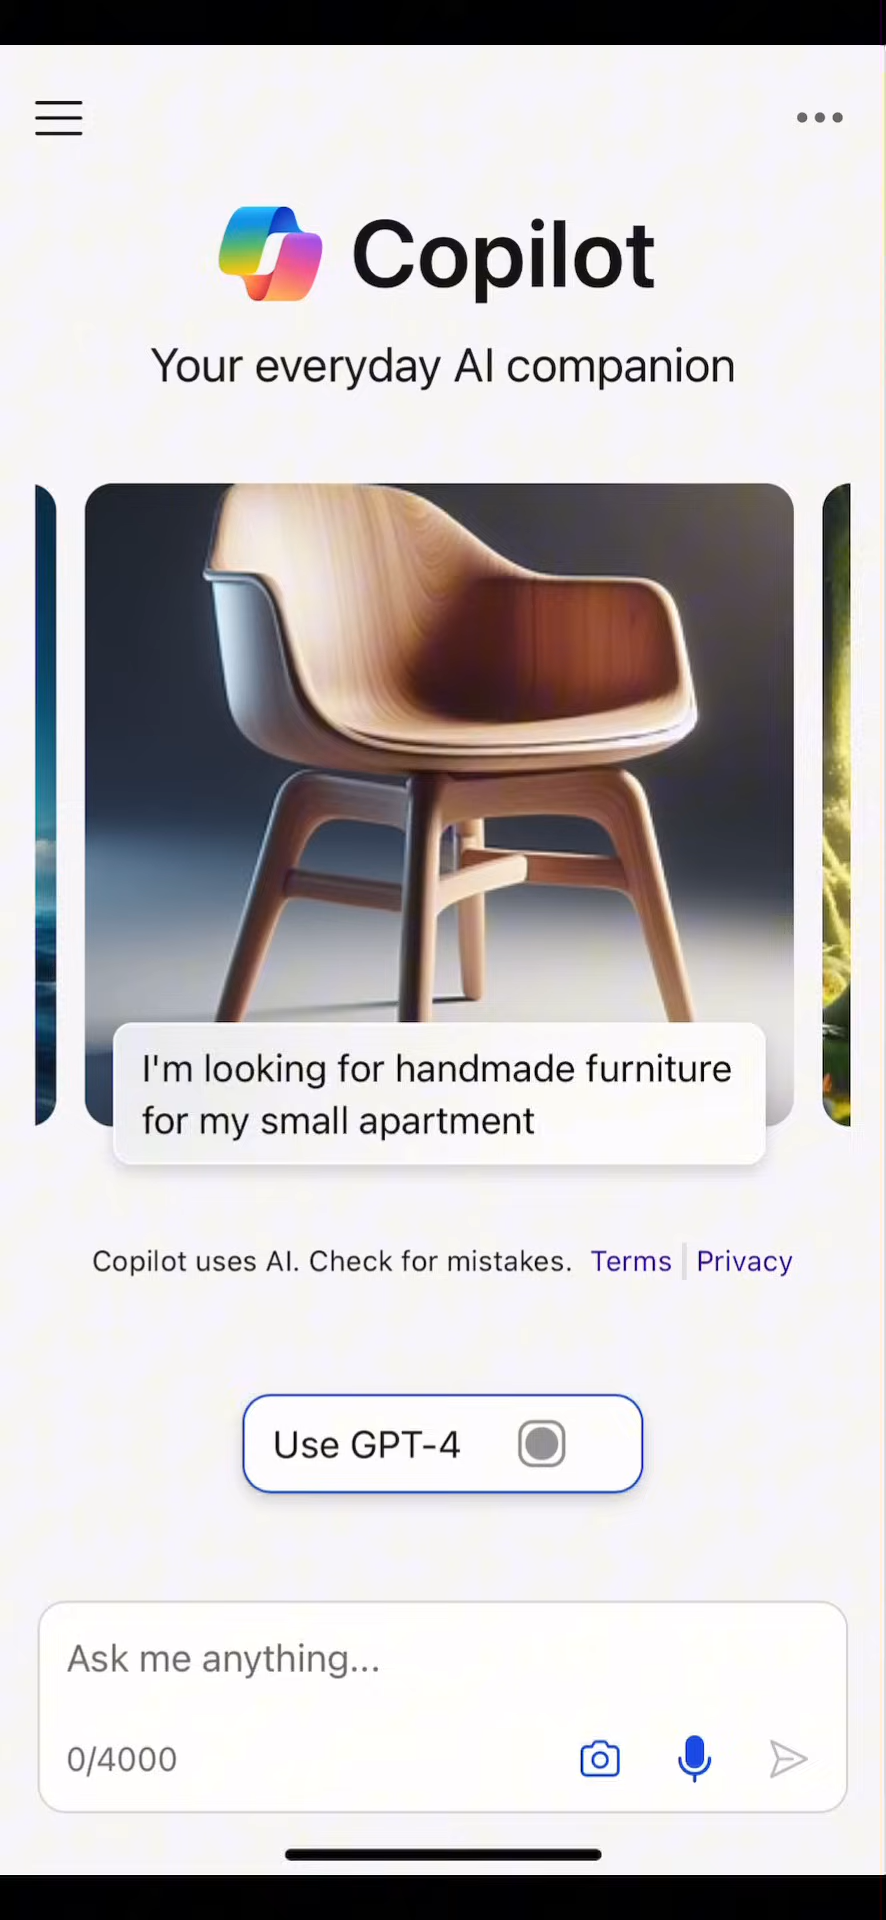 Copilot
Your everyday AI companion
I'm looking for handmade furniture
for my small apartment
Copilot uses AI. Check for mistakes. Terms Privacy
Use GPT-4
Ask me anything...
0/4000